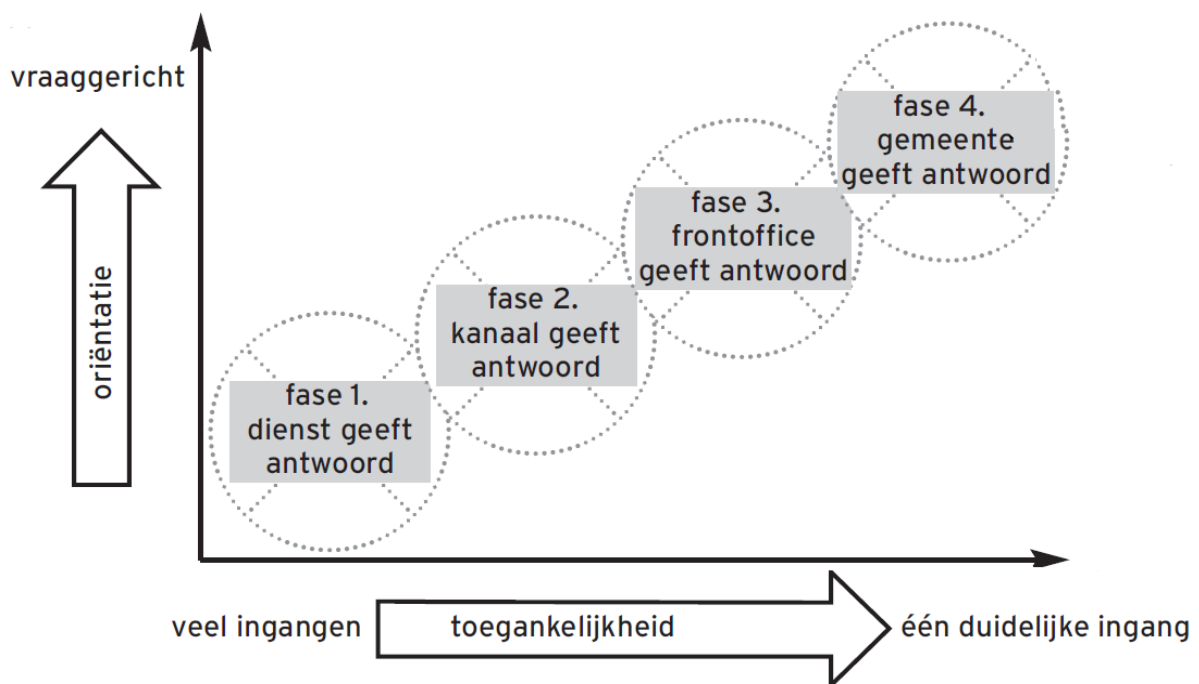 vraaggericht
oriëntatie
fase 4.
gemeente
geeft antwoord
fase 3.
frontoffice
geeft antwoord
fase 2.
kanaal geeft
antwoord
fase 1.
dienst geeft
antwoord
veel ingangen
toegankelijkheid
één duidelijke ingang